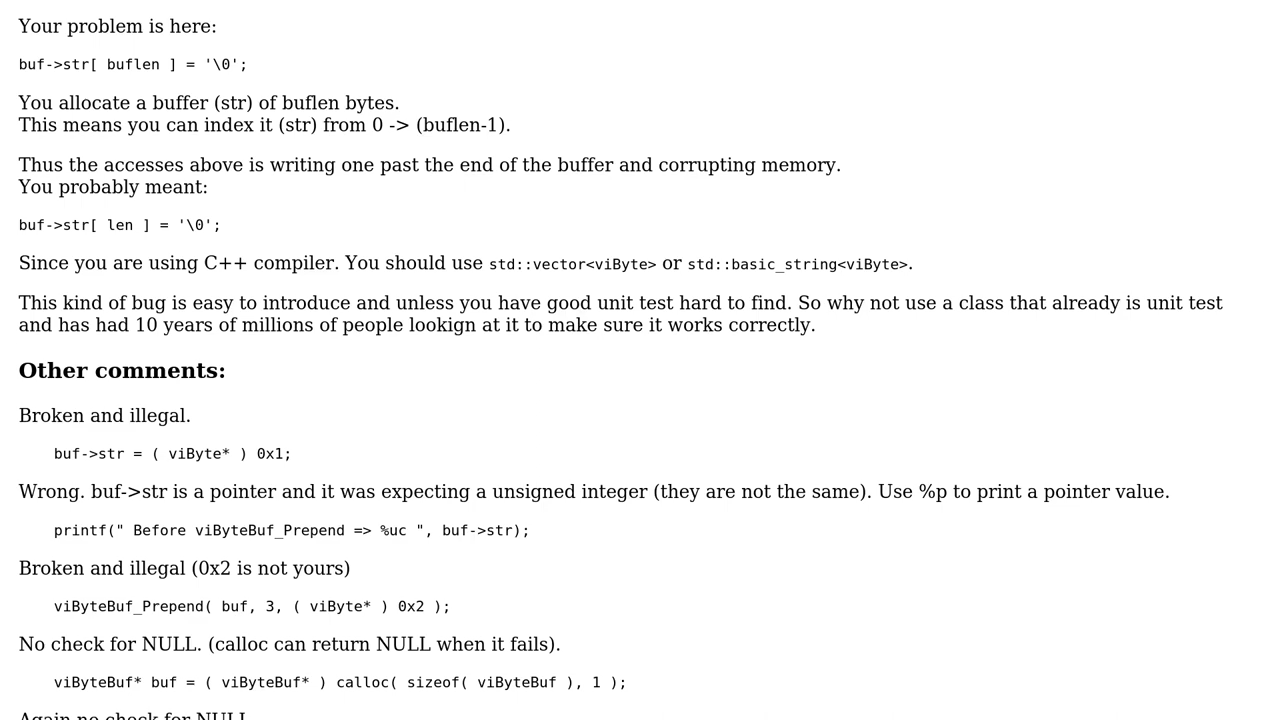 Your problem is here:
buf->str[ buflen ] = '\0';
You allocate a buffer (str) of buflen bytes.
This means you can index it (str) from 0 -> (buflen-1).
Thus the accesses above is writing one past the end of the buffer and corrupting memory.
You probably meant:
buf->str[ len ] = '\0';
Since you are using C++ compiler. You should use std::vector<viByte> or std::basic_string<viByte>.
This kind of bug is easy to introduce and unless you have good unit test hard to find. So why not use a class that already is unit test
and has had 10 years of millions of people lookign at it to make sure it works correctly.
Other comments:
Broken and illegal.
buf->str = ( viByte* ) 0x1;
Wrong. buf->str is a pointer and it was expecting a unsigned integer (they are not the same). Use %p to print a pointer value.
printf(" Before viByteBuf_Prepend => %uc ", buf->str);
Broken and illegal (0x2 is not yours)
viByteBuf_Prepend( buf, 3, ( viByte* ) 0x2 );
No check for NULL. (calloc can return NULL when it fails).
viByteBuf* buf = ( viByteBuf* ) calloc( sizeof( viByteBuf ), 1 );
Again no check for NULL